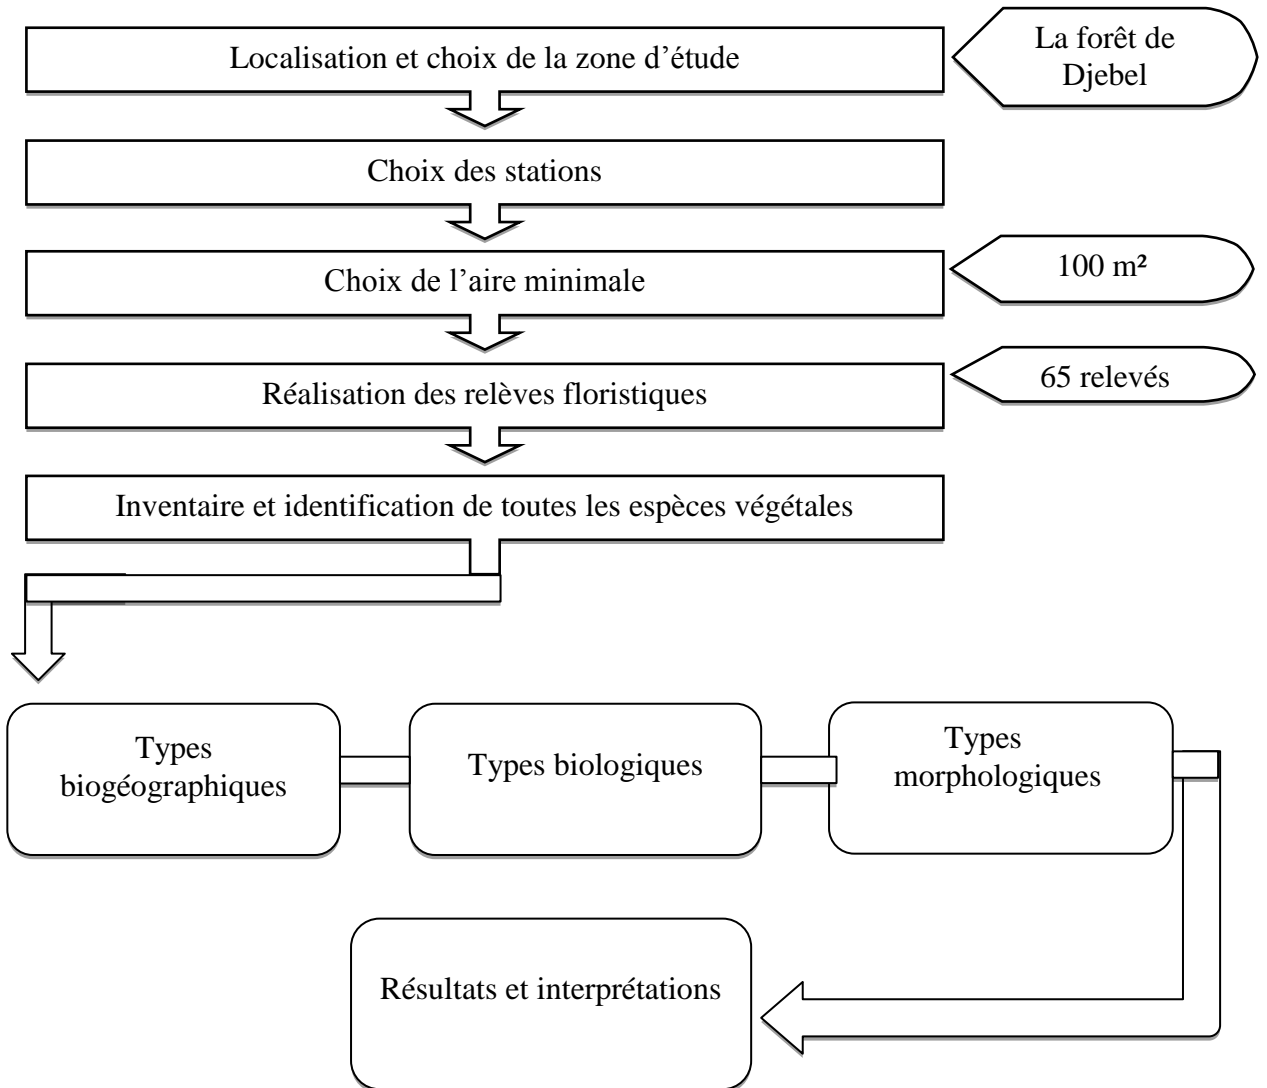 Localisation et choix de la zone d’étude
La forêt de
Djebel
Choix des stations
Choix de l’aire minimale
100 m²
Réalisation des relèves floristiques
65 relevés
Inventaire et identification de toutes les espèces végétales
Types
biogéographiques
Types biologiques
Types
morphologiques
Résultats et interprétations